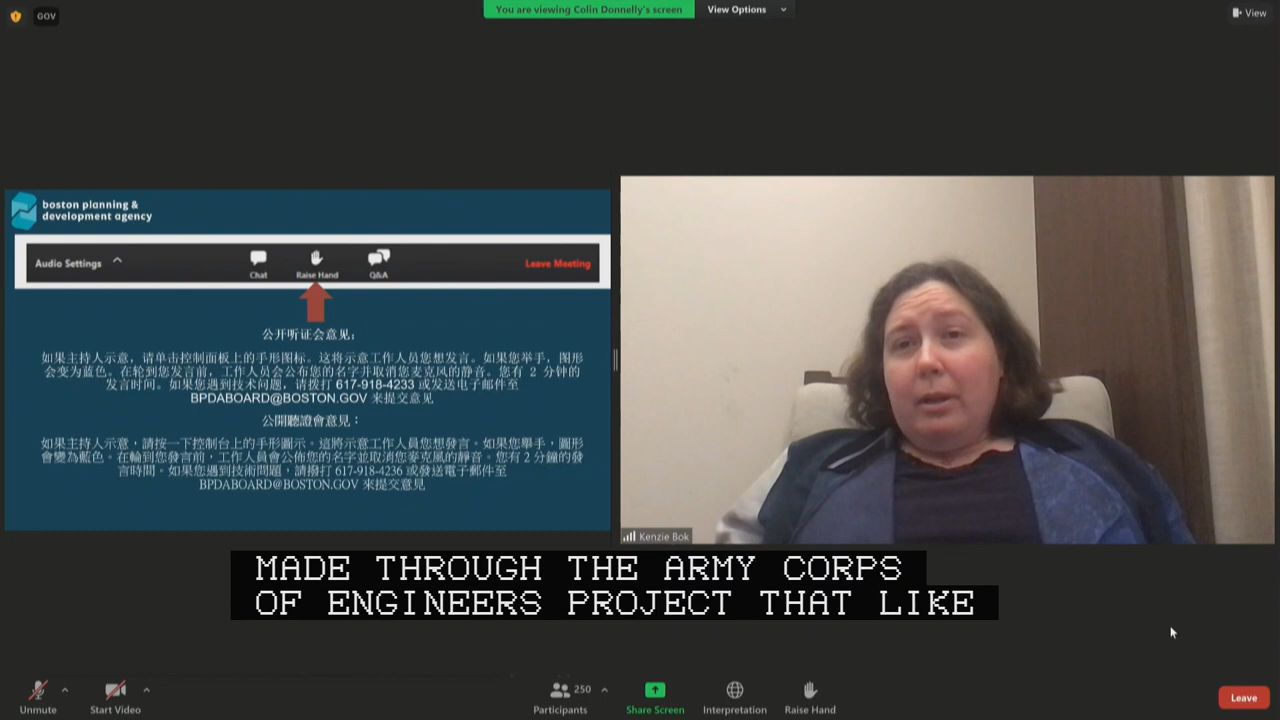 GOV
You are viewing Colin Donnelly's screen
View Options
View
boston planning &
development agency
Audio Settings
Chat
Raise Hand
Q&A
Leave Meeting
公开听证会意见:
如果主持人示意，请单击控制面板上的手形图标。这将示意工作人员您想发言。如果您举手，图形
会变为蓝色。在轮到您发言前，工作人员会公布您的名字并取消您麦克风的静音。您有 2 分钟的
发言时间。如果您遇到技术问题，请拨打 617-918-4233 或发送电子邮件至
BPDABOARD@BOSTON.GOV 来提交意见
公開聽證會意見：
如果主持人示意，請按一下控制台上的手形圖示。這將示意工作人員您想發言。如果您舉手，圖形
會變為藍色。在輪到您發言前，工作人員會公佈您的名字並取消您麥克風的靜音。您有 2 分鐘的發
言時間。如果您遇到技術問題，請撥打 617-918-4236 或發送電子郵件至
BPDABOARD@BOSTON.GOV 來提交意見
Kenzie Bok
MADE THROUGH THE ARMY CORPS
OF ENGINEERS PROJECT THAT LIKE
Unmute
Start Video
250
Participants
Share Screen
Interpretation
Raise Hand
Leave